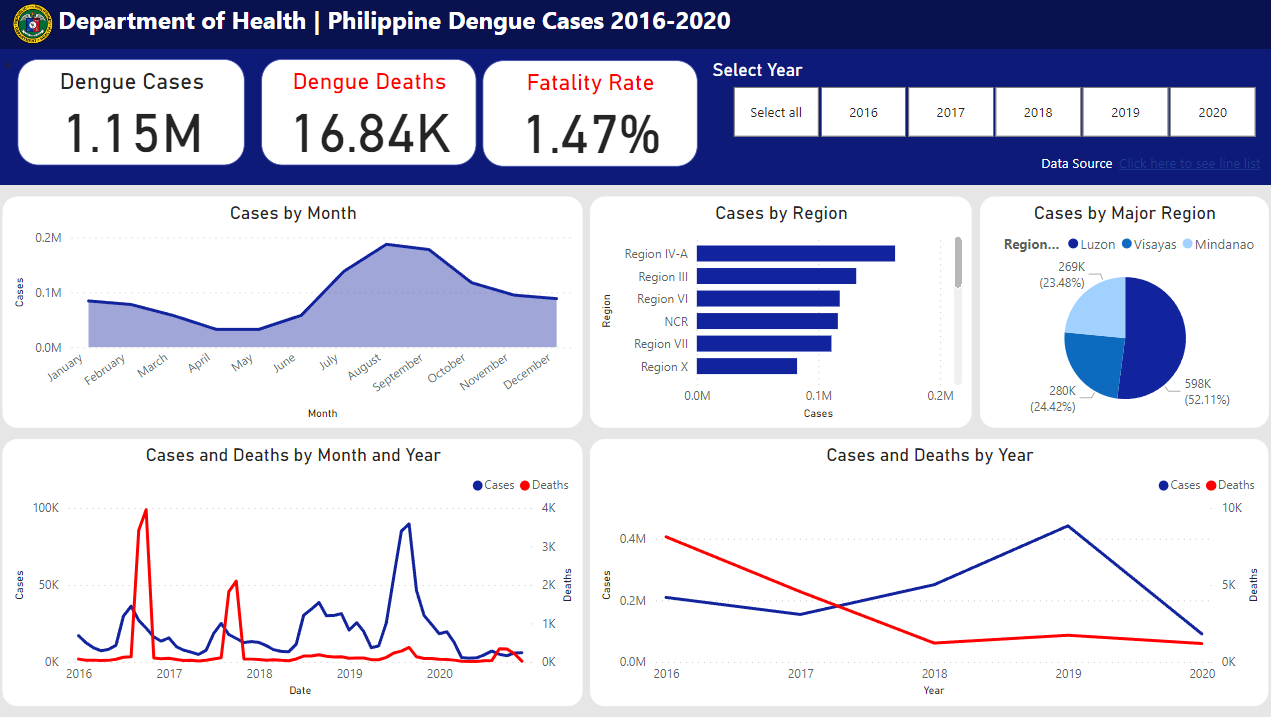 Department of Health | Philippine Dengue Cases 2016-2020
Dengue Cases
1.15M
Dengue Deaths
16.84K
Fatality Rate
1.47%
Select Year
Select all
2016
2017
2018
2019
2020
Data Source Click here to see line list
Cases by Month
0.2M
0.1M
0.0M
Cases
January
February
March
April
May
June
July
August
September
October
November
December
Month
Cases by Region
Region
Region IV-A
Region III
Region VI
NCR
Region VII
Region X
0.0M
0.1M
0.2M
Cases
Cases by Major Region
Region... Luzon Visayas Mindanao
269K
(23.48%)
280K
(24.42%)
598K
(52.11%)
Cases and Deaths by Month and Year
Cases Deaths
100K
50K
0K
Cases
4K
3K
2K
1K
0K
Deaths
2016
2017
2018
2019
2020
Date
Cases and Deaths by Year
Cases Deaths
0.4M
0.2M
0.0M
Cases
10K
5K
0K
Deaths
2016
2017
2018
2019
2020
Year